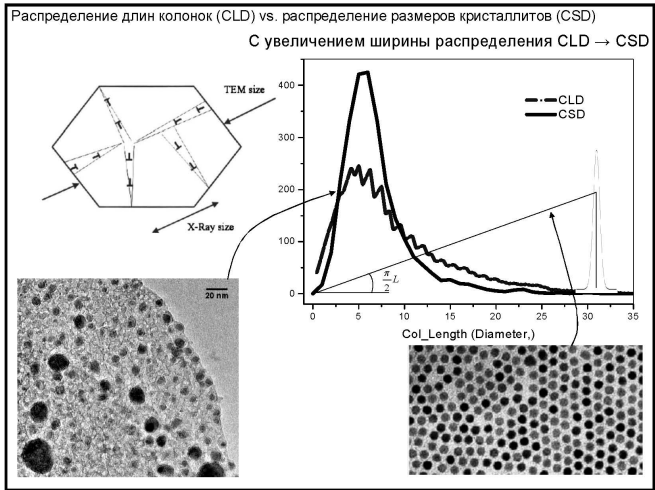 Распределение длин колонок (CLD) vs. распределение размеров кристаллитов (CSD)
С увеличением ширины распределения CLD → CSD
TEM size
X-Ray size
400
300
200
100
0
CLD
CSD
π/2 L
0 5 10 15 20 25 30 35
Col_Length (Diameter,)
20 nm